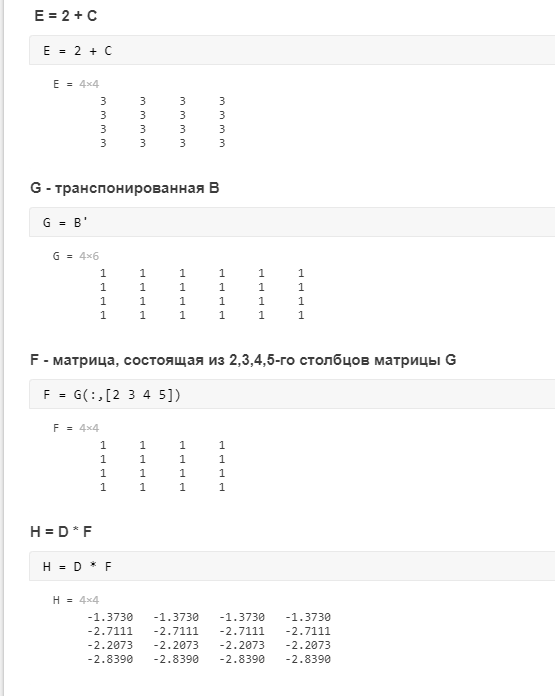 E = 2 + C
E = 2 + C
E = 4×4
3 3 3 3
3 3 3 3
3 3 3 3
3 3 3 3
G - транспонированная B
G = B'
G = 4×6
1 1 1 1 1 1
1 1 1 1 1 1
1 1 1 1 1 1
1 1 1 1 1 1
F - матрица, состоящая из 2,3,4,5-го столбцов матрицы G
F = G(:,[2 3 4 5])
F = 4×4
1 1 1 1
1 1 1 1
1 1 1 1
1 1 1 1
H = D * F
H = D * F
H = 4×4
-1.3730 -1.3730 -1.3730 -1.3730
-2.7111 -2.7111 -2.7111 -2.7111
-2.2073 -2.2073 -2.2073 -2.2073
-2.8390 -2.8390 -2.8390 -2.8390